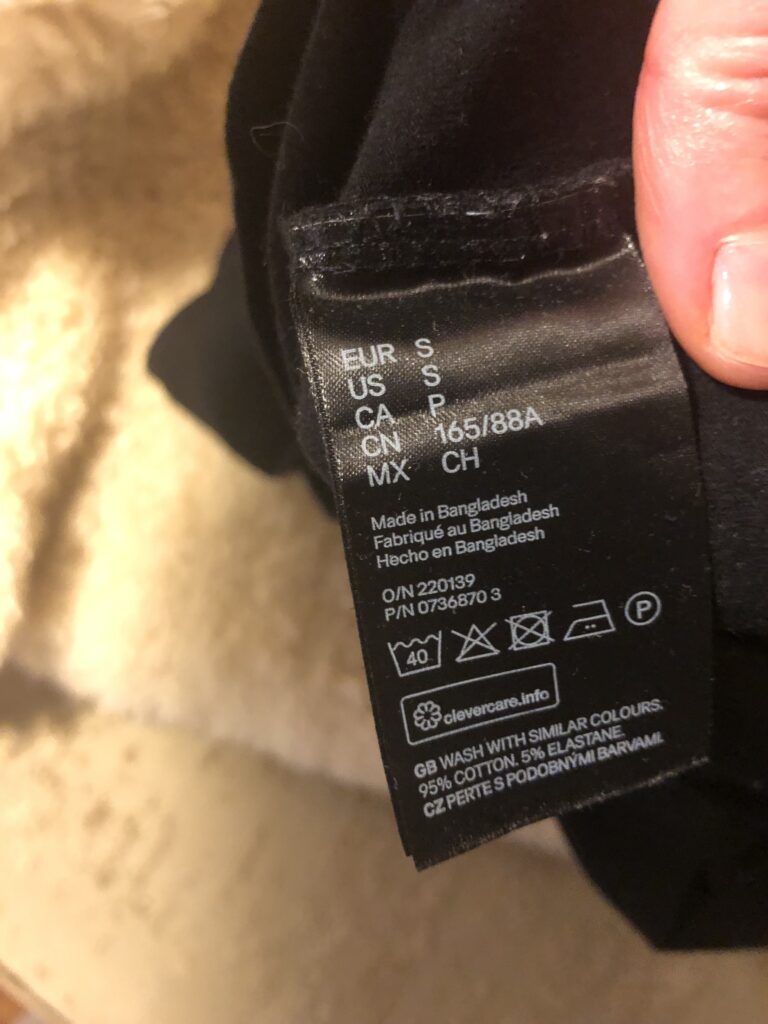 EUR S
US S
CA P
CN 165/88A
MX CH
Made in Bangladesh
Fabriqué au Bangladesh
Hecho en Bangladesh
O/N 220139
P/N 0736870 3
40
P
clevercare.info
GB WASH WITH SIMILAR COLOURS.
95% COTTON. 5% ELASTANE.
CZ PERTE S PODOBNÝMI BARVAMI.